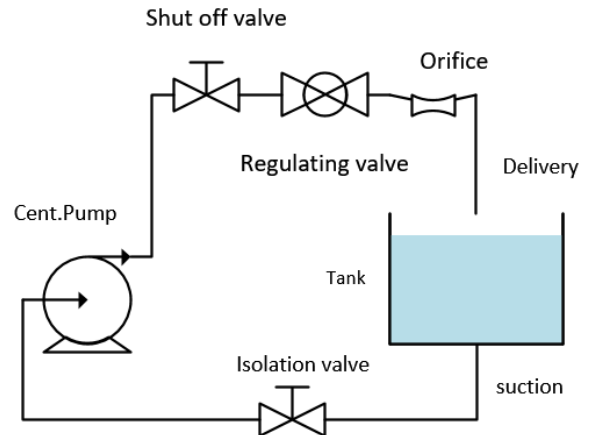 Shut off valve
Orifice
Regulating valve
Delivery
Cent.Pump
Tank
Isolation valve
suction